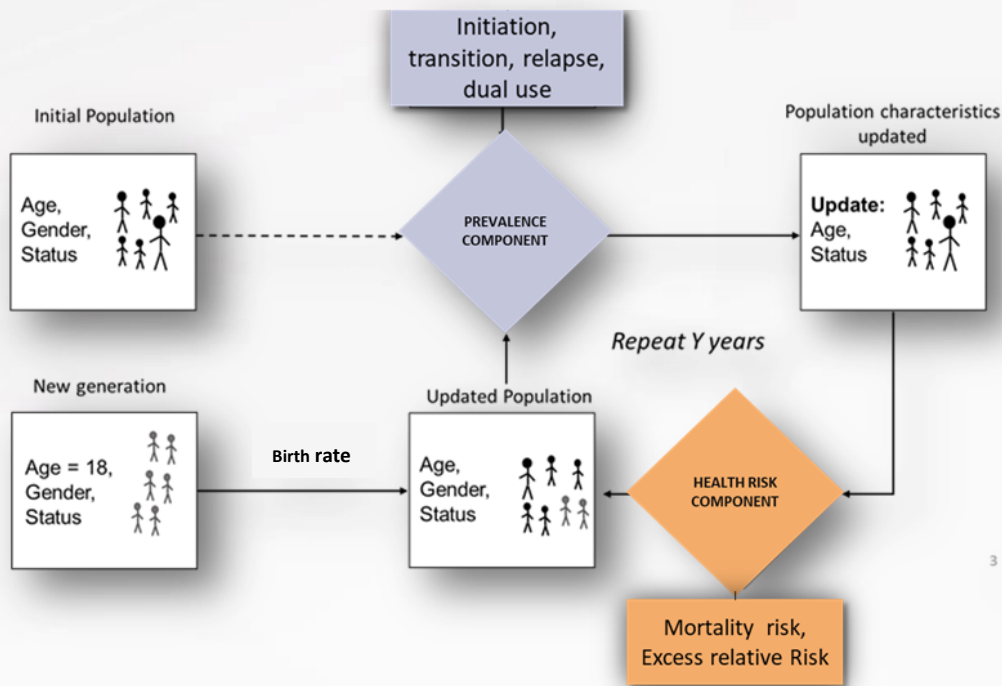 Initiation,
transition, relapse,
dual use
Initial Population
Population characteristics
updated
Age,
Gender,
Status
PREVALENCE
COMPONENT
Update:
Age,
Status
Repeat Y years
New generation
Updated Population
Age = 18,
Gender,
Status
Birth rate
Age,
Gender,
Status
HEALTH RISK
COMPONENT
3
Mortality risk,
Excess relative Risk